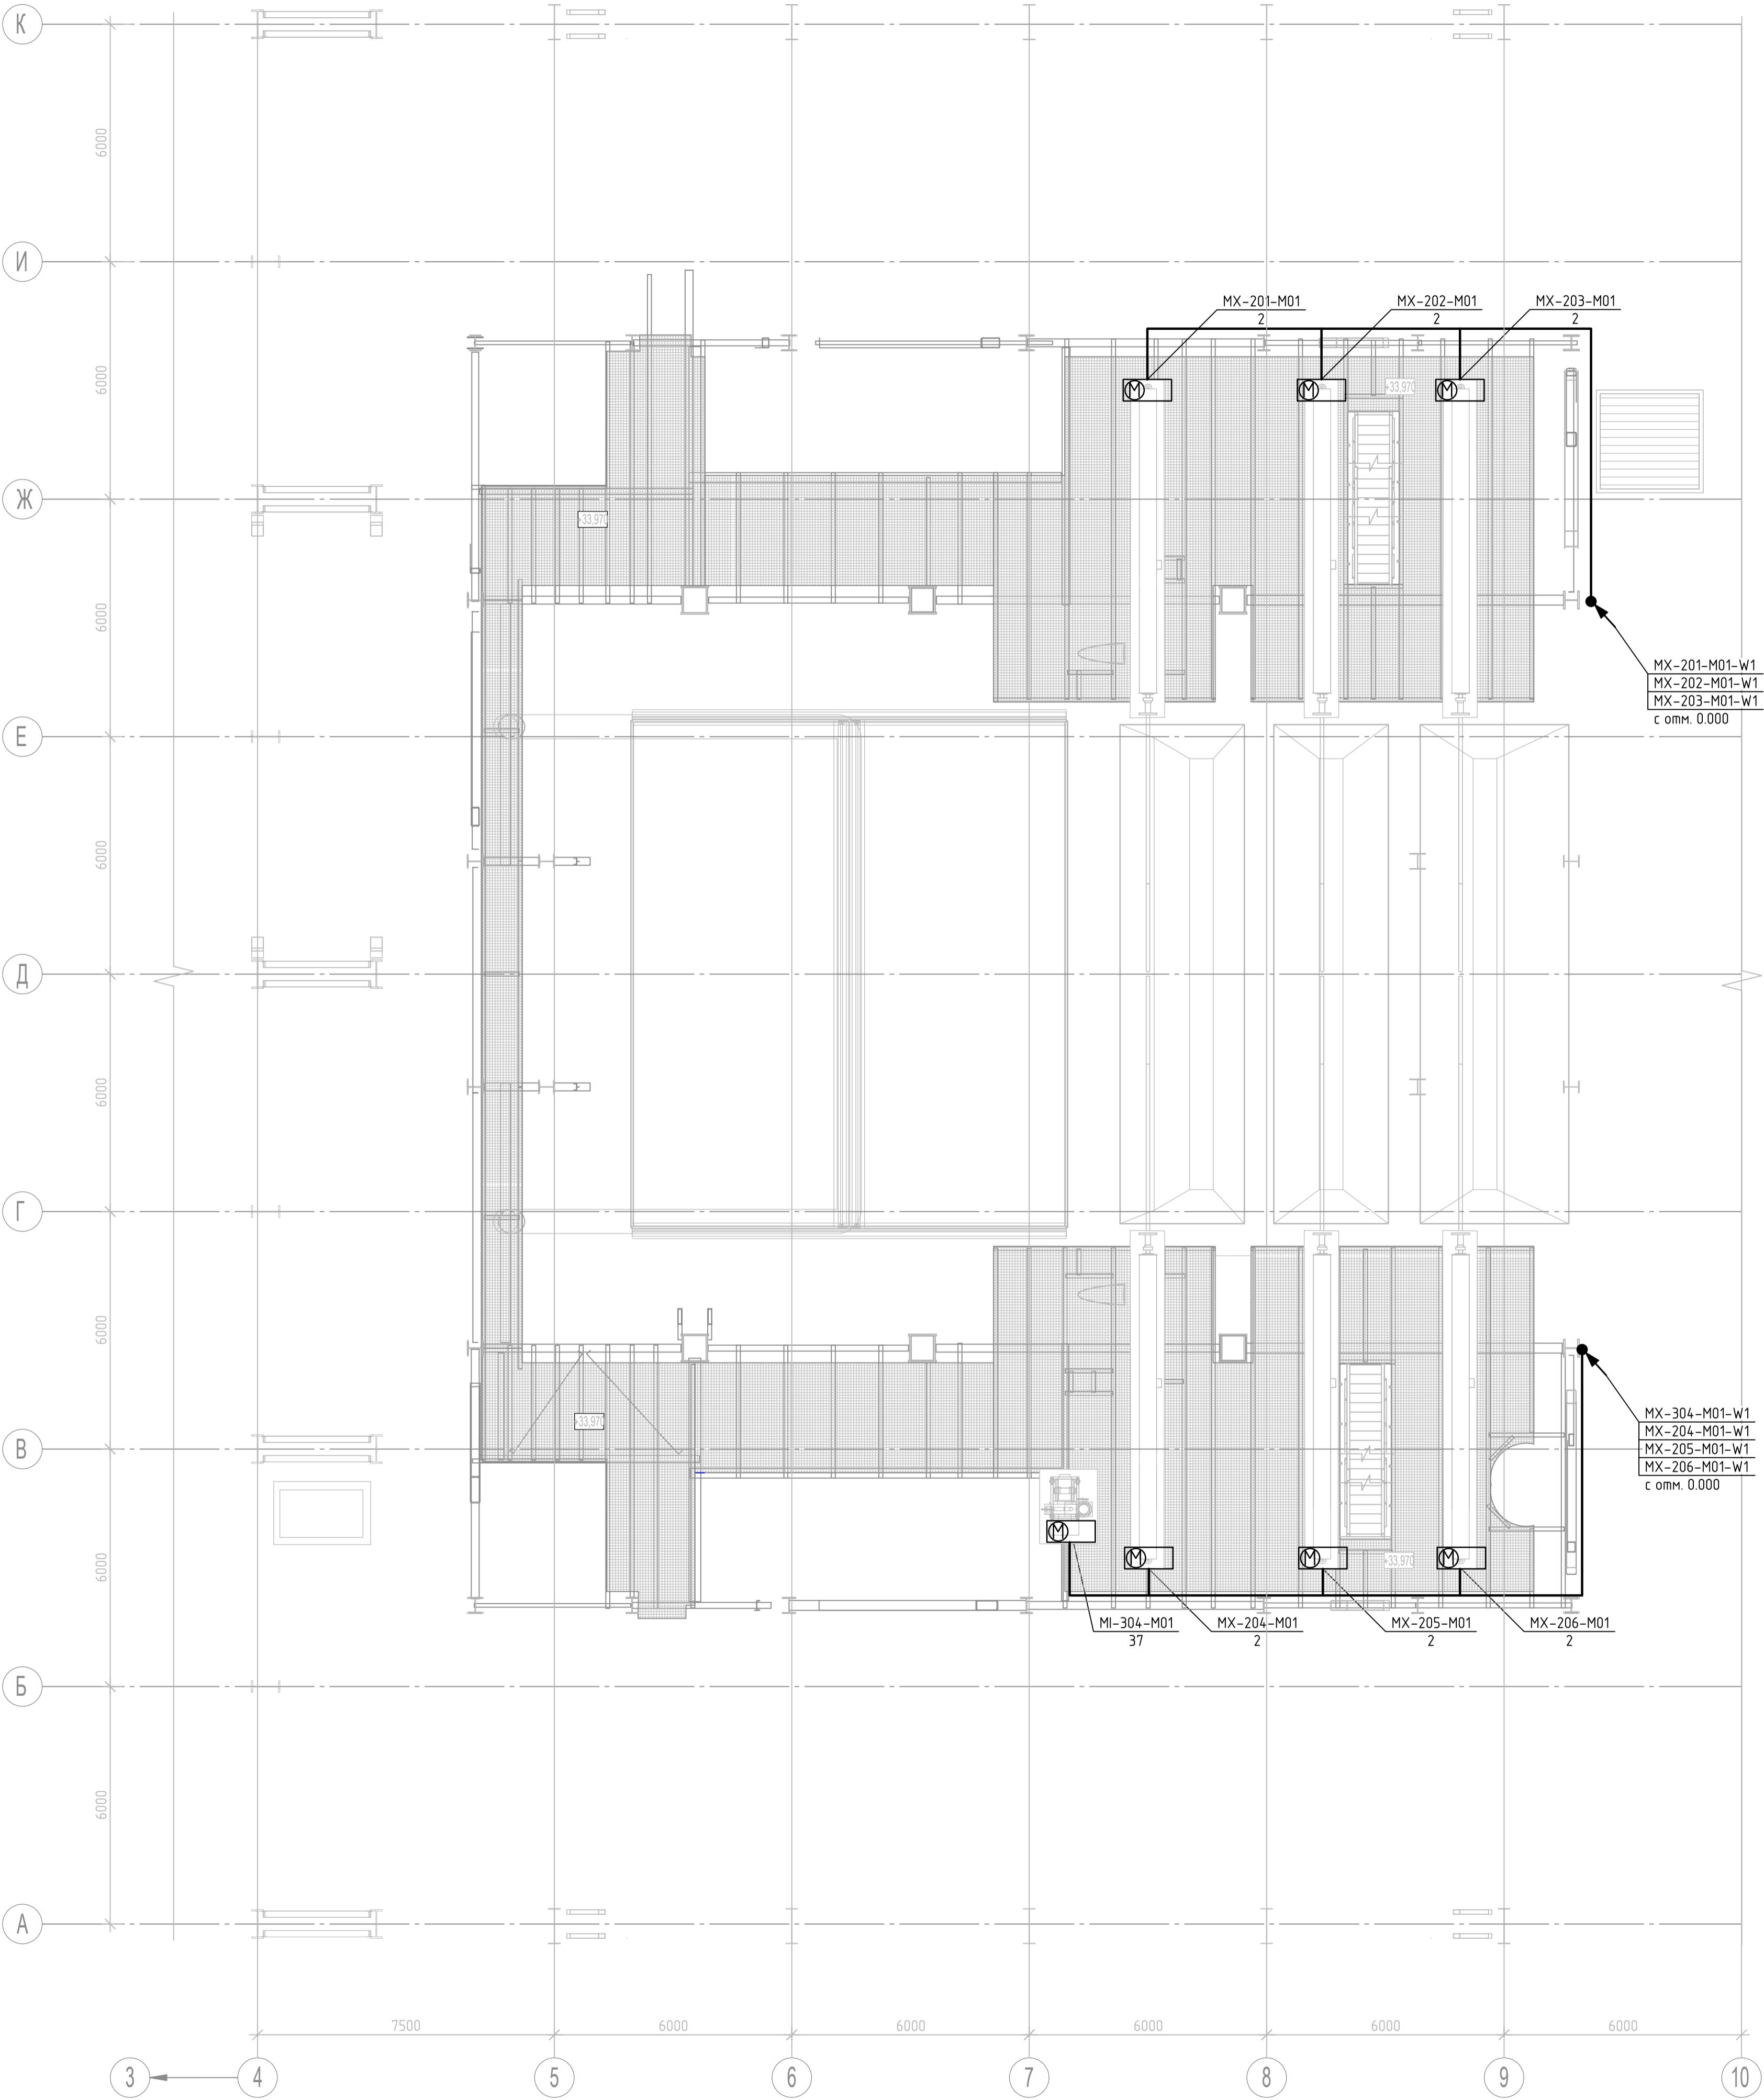 К
6000
И
MX-201-M01
2
MX-202-M01
2
MX-203-M01
2
М
М
М
+33,970
6000
Ж
+33,970
6000
MX-201-M01-W1
MX-202-M01-W1
MX-203-M01-W1
с отм. 0.000
Е
6000
Д
6000
Г
6000
MX-304-M01-W1
MX-204-M01-W1
MX-205-M01-W1
MX-206-M01-W1
с отм. 0.000
+33,970
В
М
М
М
М
+33,970
6000
MI-304-M01
37
MX-204-M01
2
MX-205-M01
2
MX-206-M01
2
Б
6000
А
7500
6000
6000
6000
6000
6000
3
4
5
6
7
8
9
10